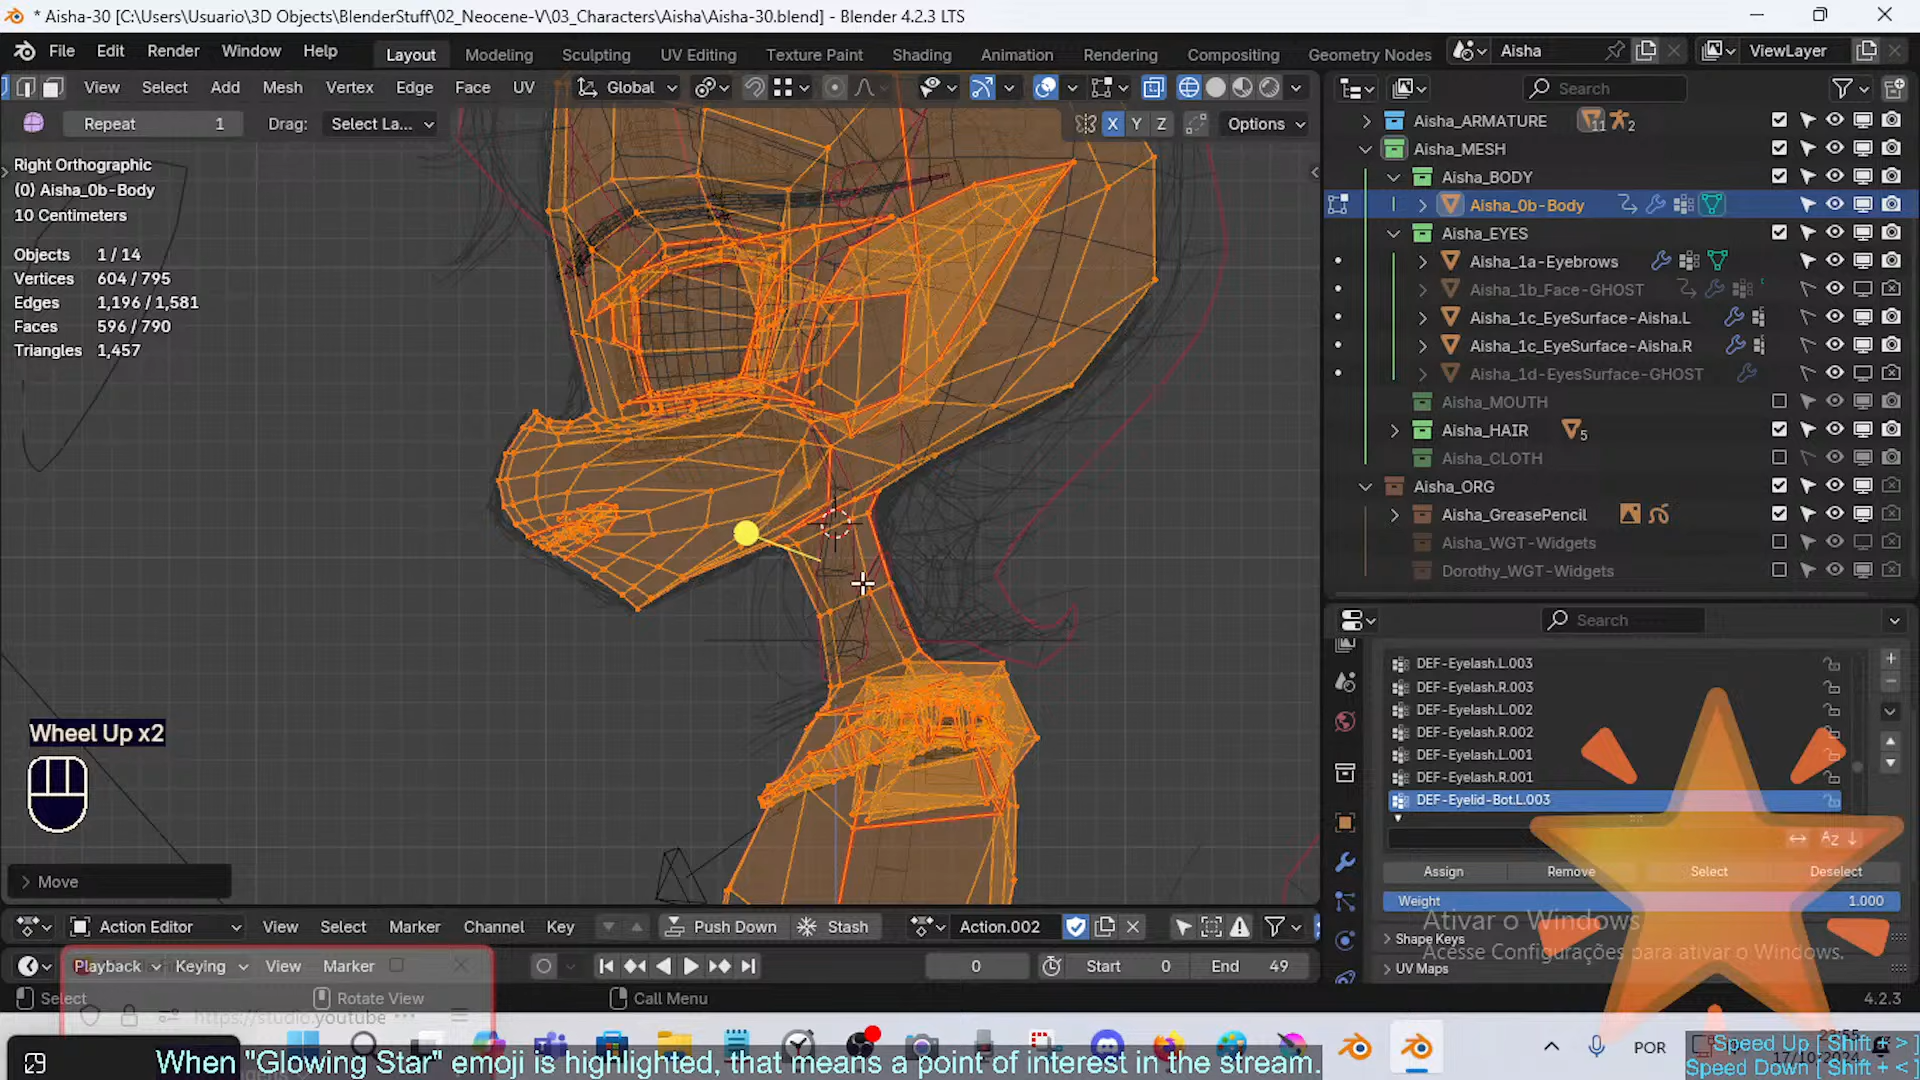 * Aisha-30 [C:\Users\Usuario\3D Objects\BlenderStuff\02_Neocene-V\03_Characters\Aisha\Aisha-30.blend] - Blender 4.2.3 LTS
File Edit Render Window Help Layout Modeling Sculpting UV Editing Texture Paint Shading Animation Rendering Compositing Geometry Nodes Aisha ViewLayer
View Select Add Mesh Vertex Edge Face UV Global Search
Repeat 1 Drag: Select La... X Y Z Options
Right Orthographic
(0) Aisha_0b-Body
10 Centimeters
Objects 1 / 14
Vertices 604 / 795
Edges 1,196 / 1,581
Faces 596 / 790
Triangles 1,457
Wheel Up x2
Move
Aisha_ARMATURE 11 2
Aisha_MESH
Aisha_BODY
Aisha_0b-Body
Aisha_EYES
Aisha_1a-Eyebrows
Aisha_1b_Face-GHOST
Aisha_1c_EyeSurface-Aisha.L
Aisha_1c_EyeSurface-Aisha.R
Aisha_1d-EyesSurface-GHOST
Aisha_MOUTH
Aisha_HAIR 5
Aisha_CLOTH
Aisha_ORG
Aisha_GreasePencil
Aisha_WGT-Widgets
Dorothy_WGT-Widgets
Search
DEF-Eyelash.L.003
DEF-Eyelash.R.003
DEF-Eyelash.L.002
DEF-Eyelash.R.002
DEF-Eyelash.L.001
DEF-Eyelash.R.001
DEF-Eyelid-Bot.L.003
Assign Remove Select Deselect
Weight 1.000
Shape Keys
UV Maps
Ativar o Windows
Acesse Configurações para ativar o Windows.
Action Editor View Select Marker Channel Key Push Down Stash Action.002
Playback Keying View Marker 0 Start 0 End 49
Select Rotate View Call Menu 4.2.3
https://studio.youtube
POR
17/10/2024
When "Glowing Star" emoji is highlighted, that means a point of interest in the stream.
Speed Up [ Shift + > ]
Speed Down [ Shift + < ]